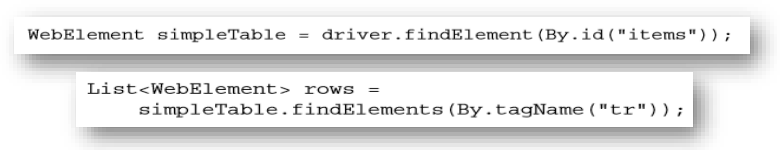 WebElement simpleTable = driver.findElement(By.id("items"));
List<WebElement> rows =
simpleTable.findElements(By.tagName("tr"));